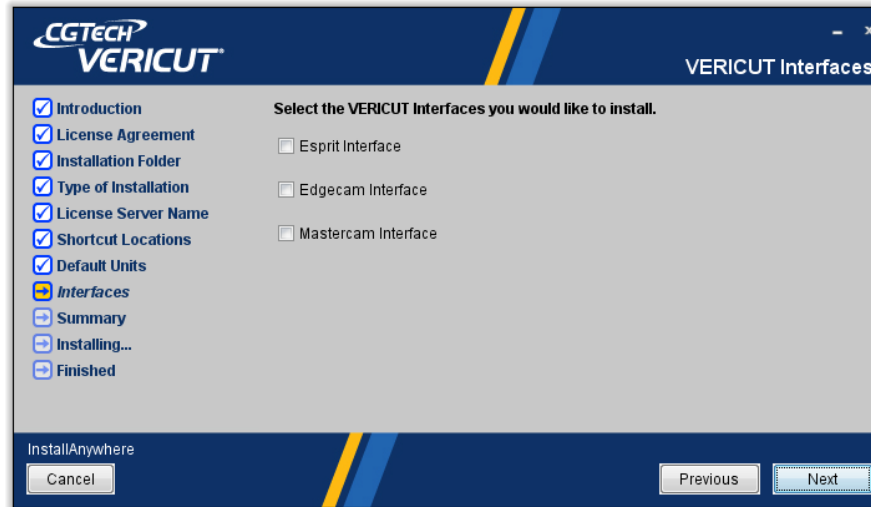 CGTECH
VERICUT
VERICUT Interfaces
Introduction
License Agreement
Installation Folder
Type of Installation
License Server Name
Shortcut Locations
Default Units
Interfaces
Summary
Installing...
Finished
Select the VERICUT Interfaces you would like to install.
Esprit Interface
Edgecam Interface
Mastercam Interface
InstallAnywhere
Cancel
Previous
Next